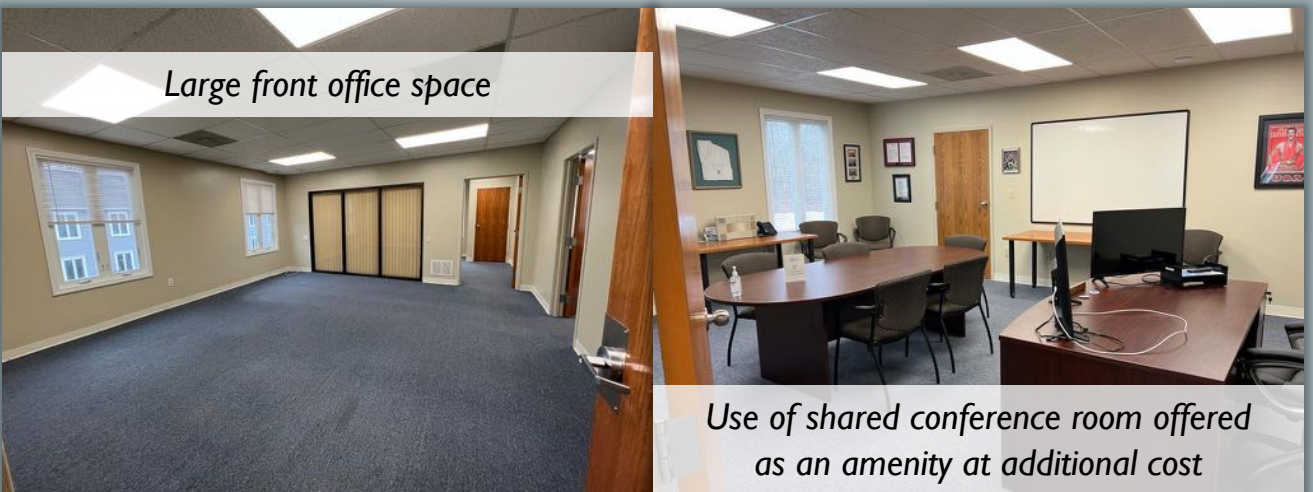 Large front office space
Use of shared conference room offered
as an amenity at additional cost